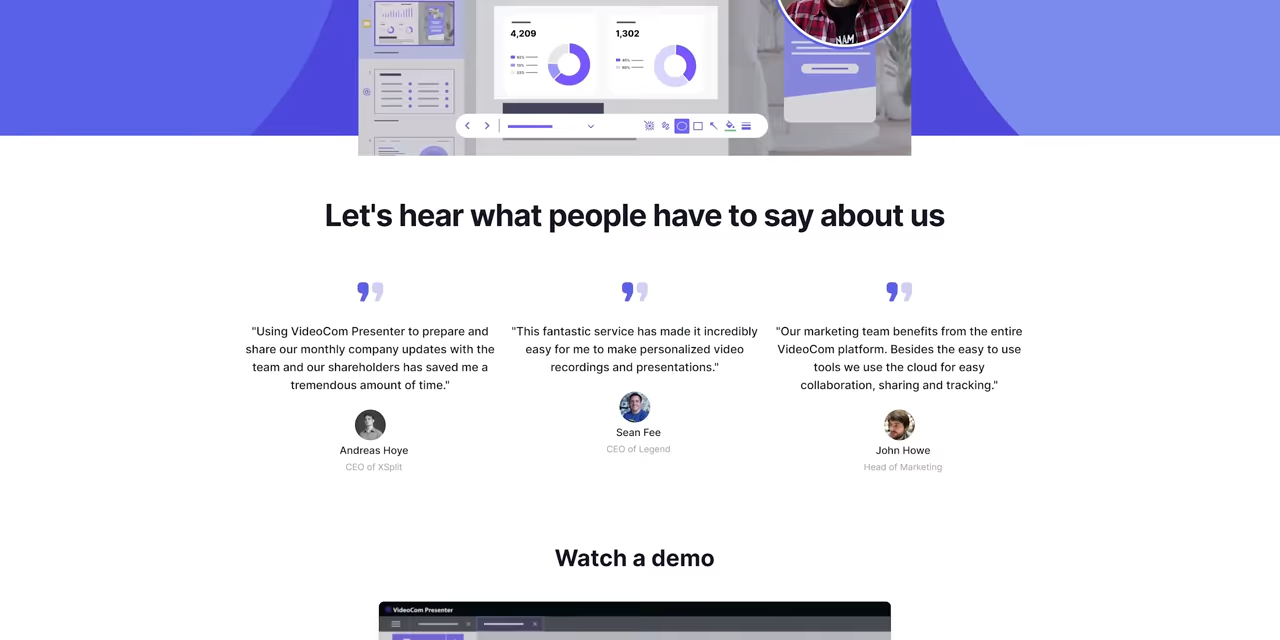 4,209
1,302
NAM
Let's hear what people have to say about us
"Using VideoCom Presenter to prepare and
share our monthly company updates with the
team and our shareholders has saved me a
tremendous amount of time."
Andreas Hoye
CEO of XSplit
"This fantastic service has made it incredibly
easy for me to make personalized video
recordings and presentations."
Sean Fee
CEO of Legend
"Our marketing team benefits from the entire
VideoCom platform. Besides the easy to use
tools we use the cloud for easy
collaboration, sharing and tracking."
John Howe
Head of Marketing
Watch a demo
VideoCom Presenter